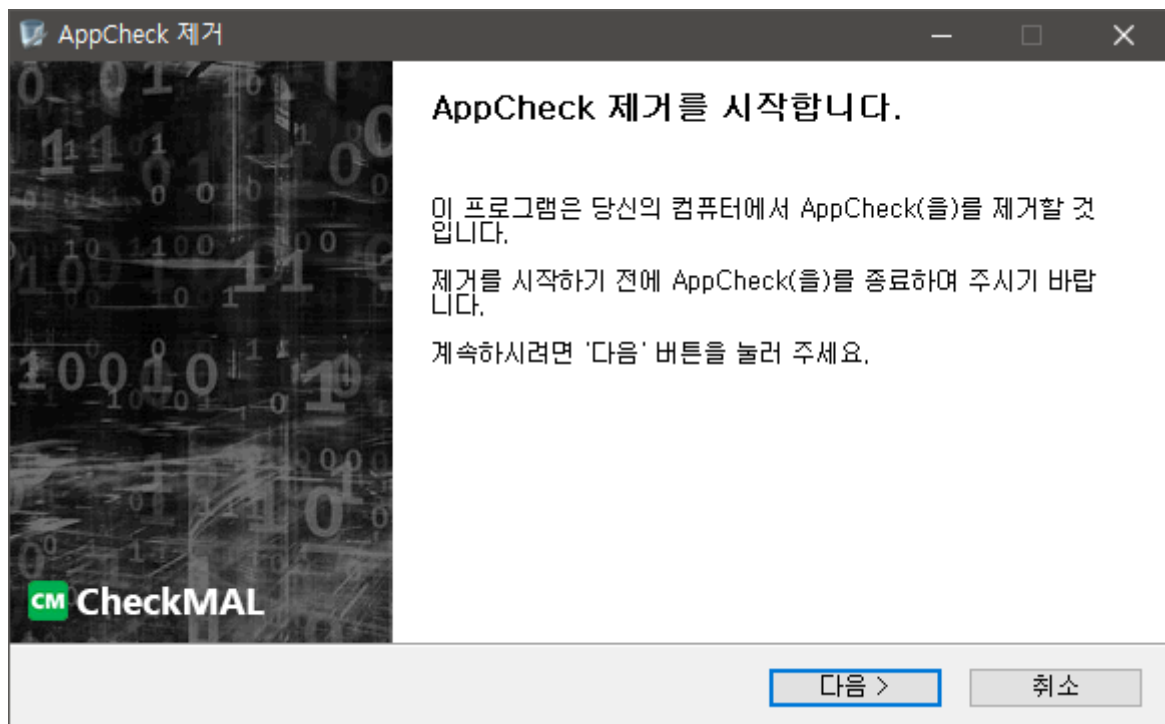 AppCheck 제거
AppCheck 제거를 시작합니다.
이 프로그램은 당신의 컴퓨터에서 AppCheck(을)를 제거할 것
입니다.
제거를 시작하기 전에 AppCheck(을)를 종료하여 주시기 바랍
니다.
계속하시려면 '다음' 버튼을 눌러 주세요.
CM CheckMAL
다음 >
취소